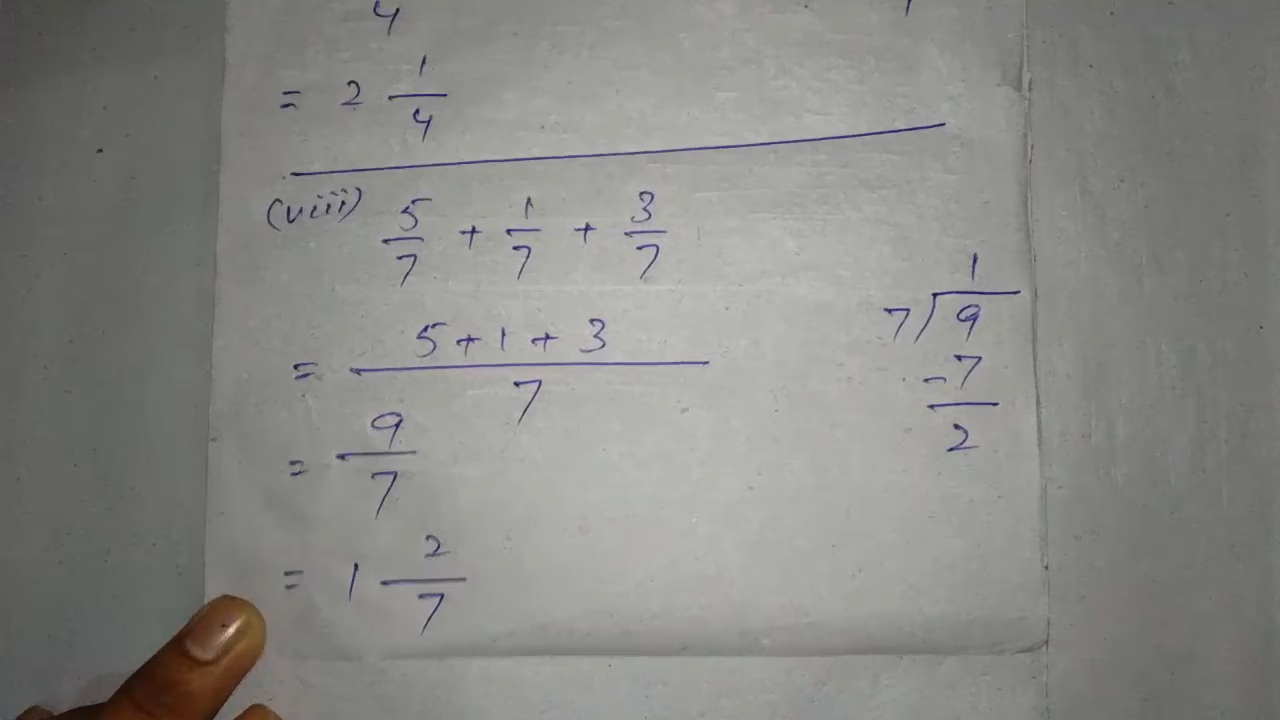 4
= 2 1/4
(viii) 5/7 + 1/7 + 3/7
= 5+1+3/7
= 9/7
= 1 2/7
1
7) 9
-7
2